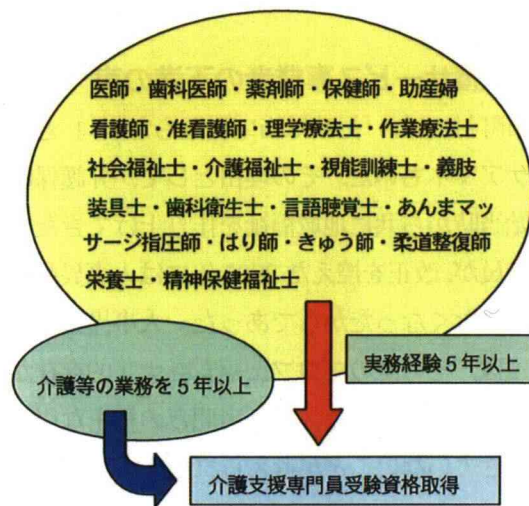 医師・歯科医師・薬剤師・保健師・助産婦
看護師・准看護師・理学療法士・作業療法士
社会福祉士・介護福祉士・視能訓練士・義肢
装具士・歯科衛生士・言語聴覚士・あんまマッ
サージ指圧師・はり師・きゅう師・柔道整復師
栄養士・精神保健福祉士
実務経験5年以上
介護等の業務を5年以上
介護支援専門員受験資格取得